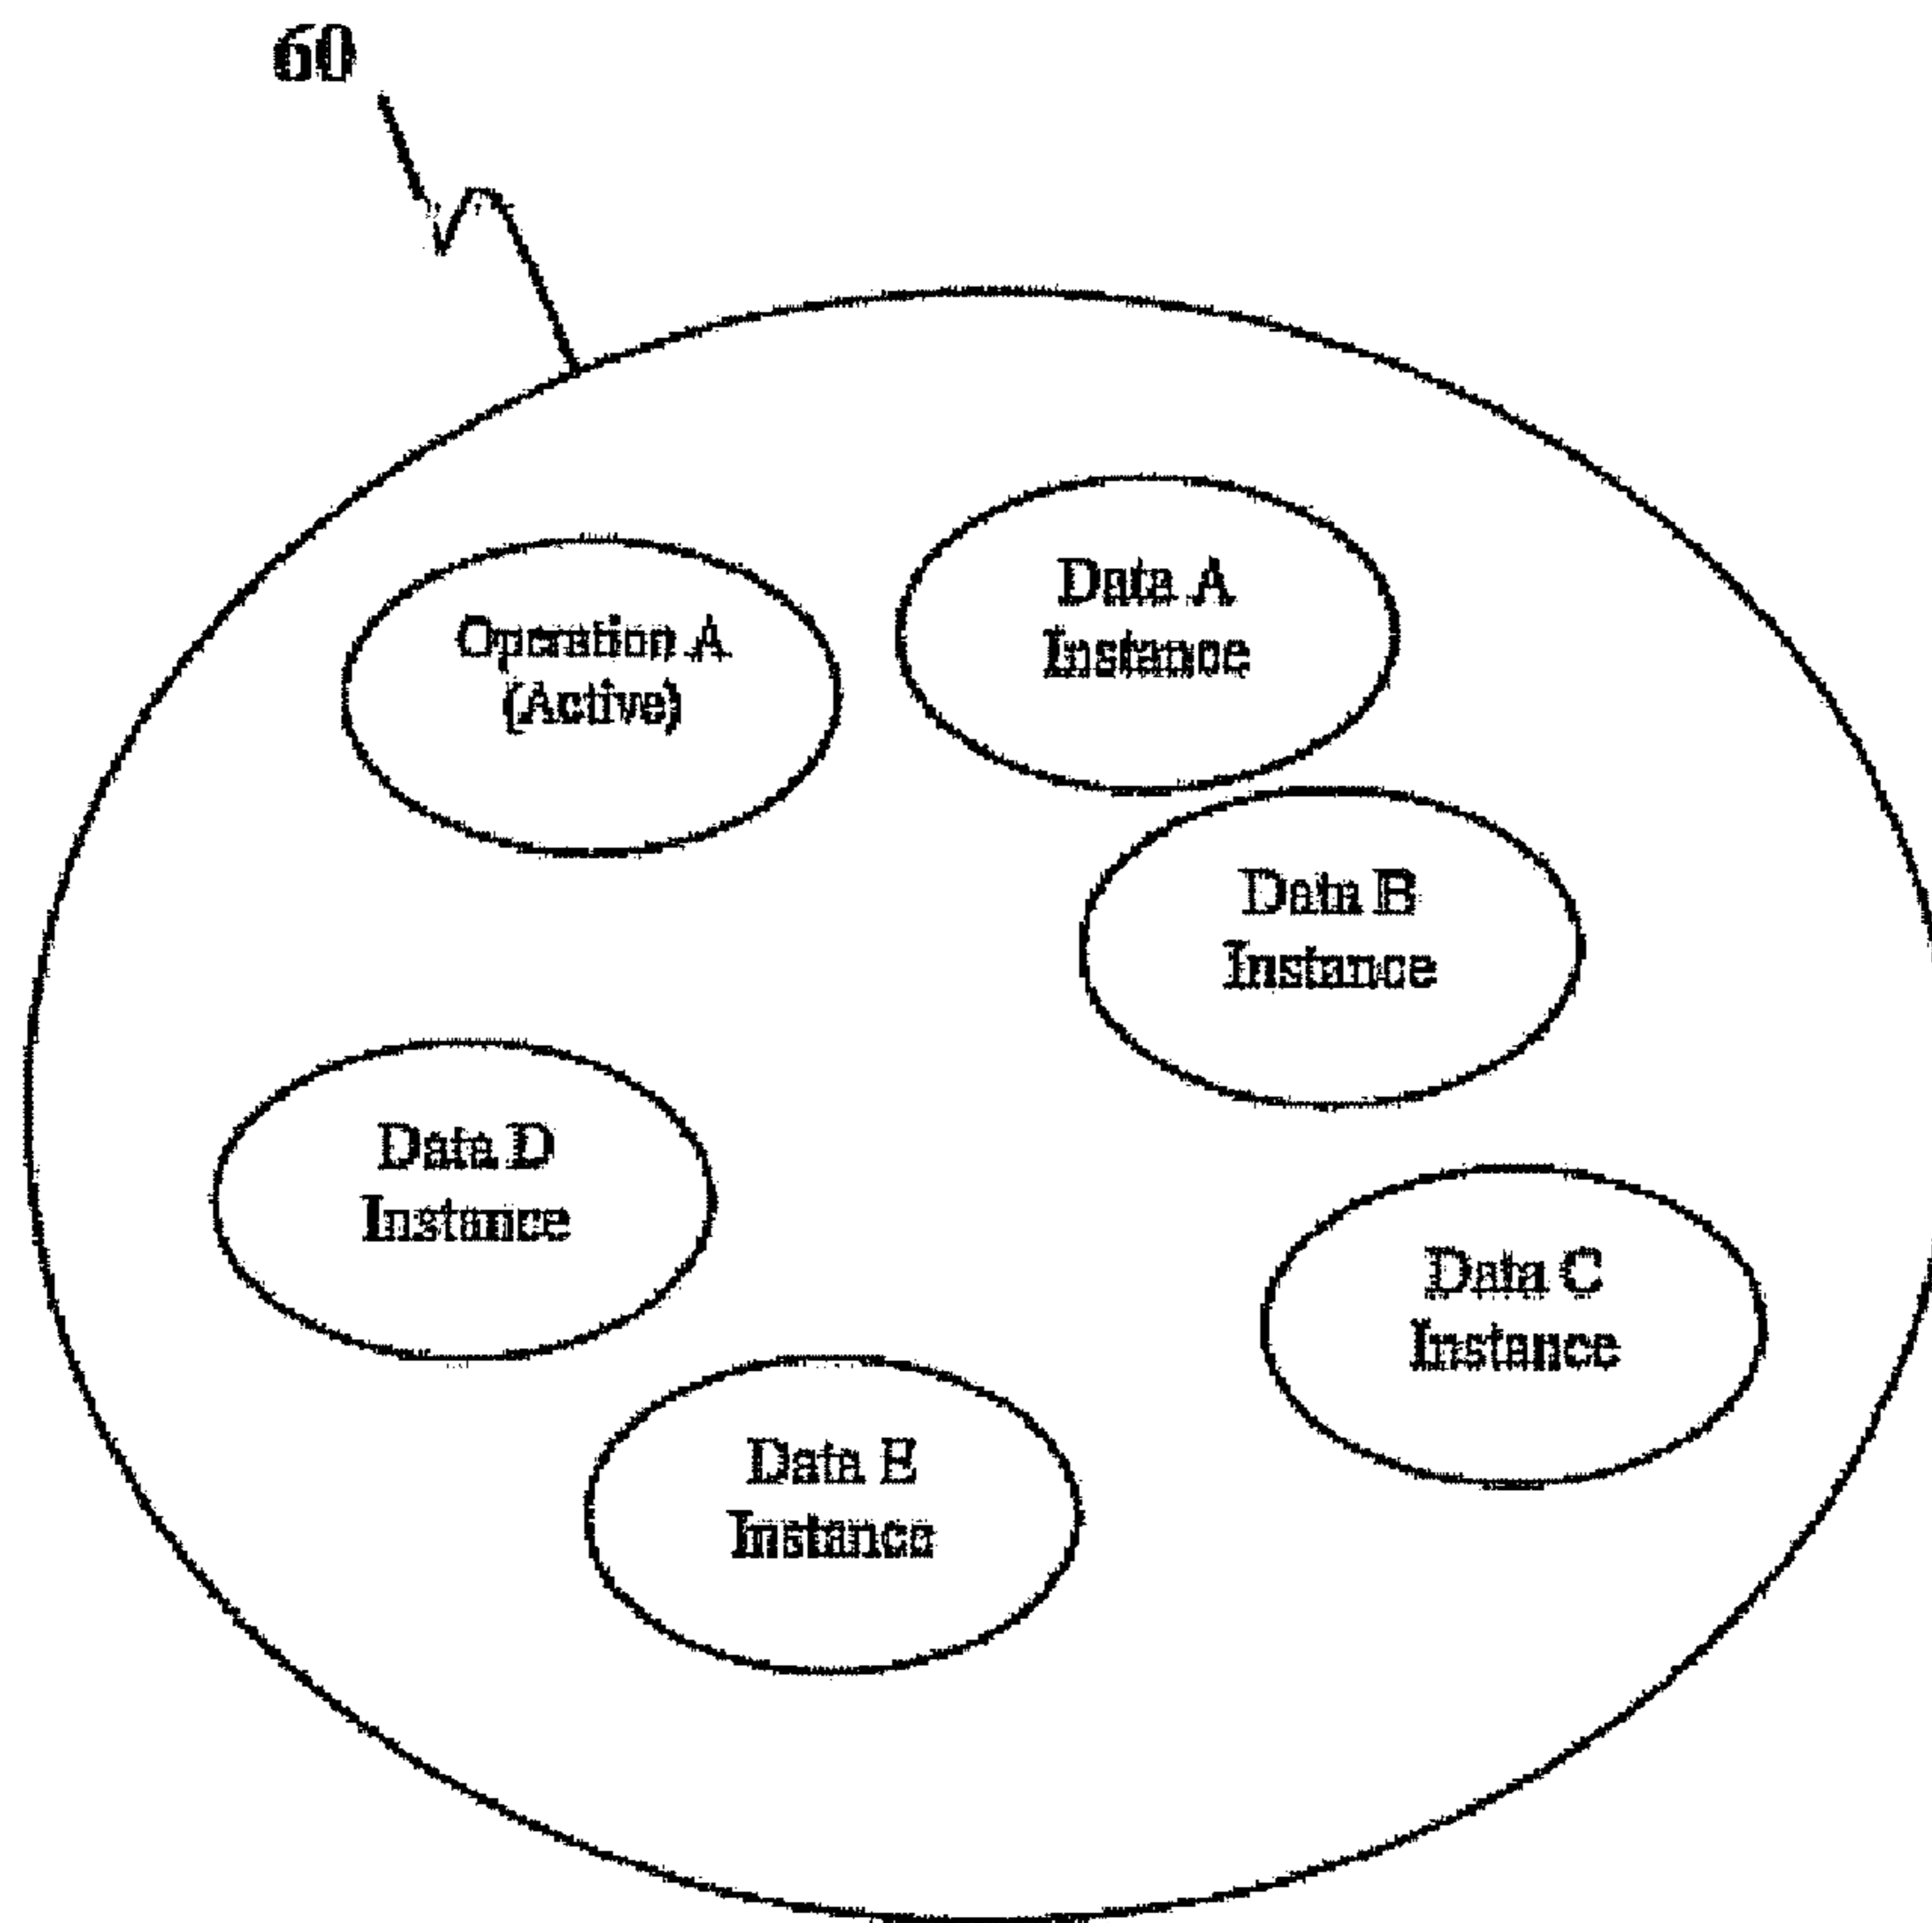 60
Data A
Instance
Operation A
(Active)
Data B
Instance
Data D
Instance
Data C
Instance
Data E
Instance